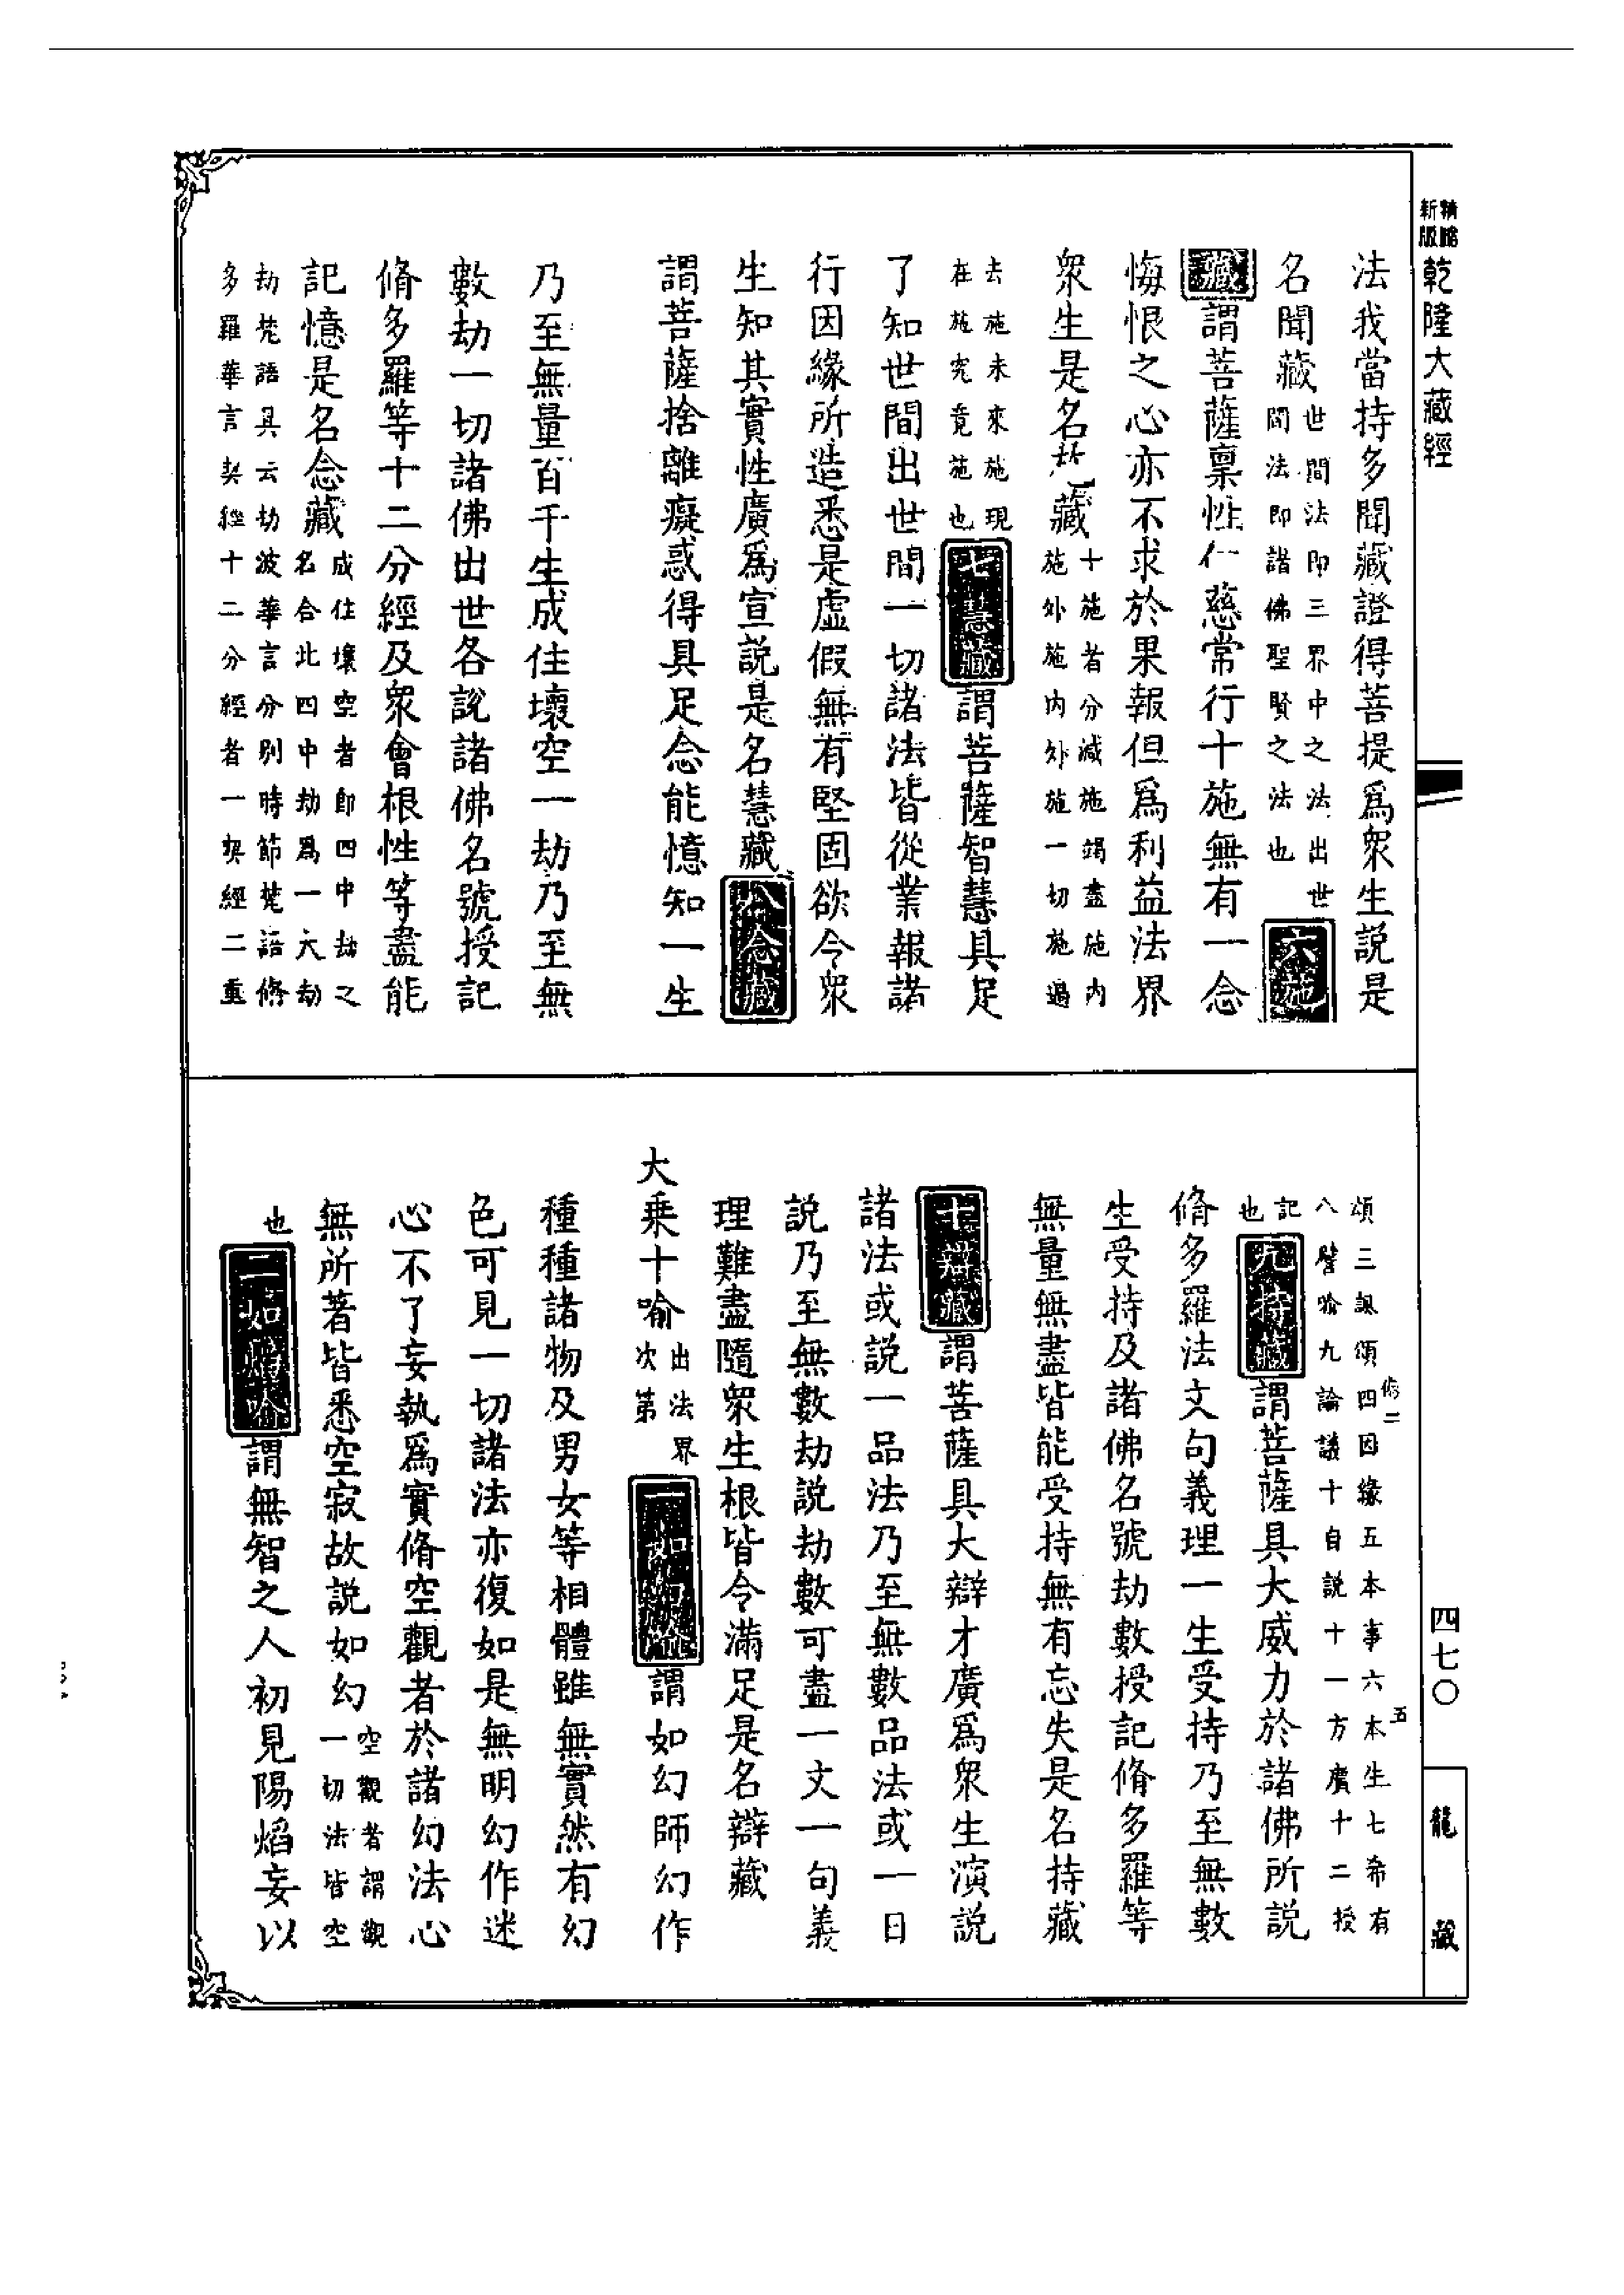 精縮新版乾隆大藏經
法我當持多聞藏證得菩提爲衆生説是
名聞藏世間法即三界中之法出世間法即諸佛聖賢之法也六施
藏謂菩薩稟性仁慈常行十施無有一念
悔恨之心亦不求於果報但爲利益法界
衆生是名施藏十施者分減施竭盡施內施外施內外施一切施過
去施未來施現在施究竟施也七慧藏謂菩薩智慧具足
了知世間出世間一切諸法皆從業報諸
行因緣所造悉是虛假無有堅固欲令衆
生知其實性廣爲宣説是名慧藏八念藏
謂菩薩捨離癡惑得具足念能憶知一生
乃至無量百千生成住壞空一劫乃至無
數劫一切諸佛出世各説諸佛名號授記
脩多羅等十二分經及衆會根性等盡能
記憶是名念藏成住壞空者即四中劫之名合此四中劫爲一大劫
劫梵語具云劫波華言分別時節梵語脩多羅華言契經十二分經者一契經二重
四七〇
龍藏
脩二
五
頌三諷頌四因緣五本事六本生七希有八譬喻九論議十自説十一方廣十二授
記也九持藏謂菩薩具大威力於諸佛所説
脩多羅法文句義理一生受持乃至無數
生受持及諸佛名號劫數授記脩多羅等
無量無盡皆能受持無有忘失是名持藏
十辯藏謂菩薩具大辯才廣爲衆生演説
諸法或説一品法乃至無數品法或一日
説乃至無數劫説劫數可盡一文一句義
理難盡隨衆生根皆令滿足是名辯藏
大乘十喻出法界次第一如幻喻謂如幻師幻作
種種諸物及男女等相體雖無實然有幻
色可見一切諸法亦復如是無明幻作迷
心不了妄執爲實脩空觀者於諸幻法心
無所著皆悉空寂故説如幻空觀者謂觀一切法皆空
也二如燄喻謂無智之人初見陽焰妄以